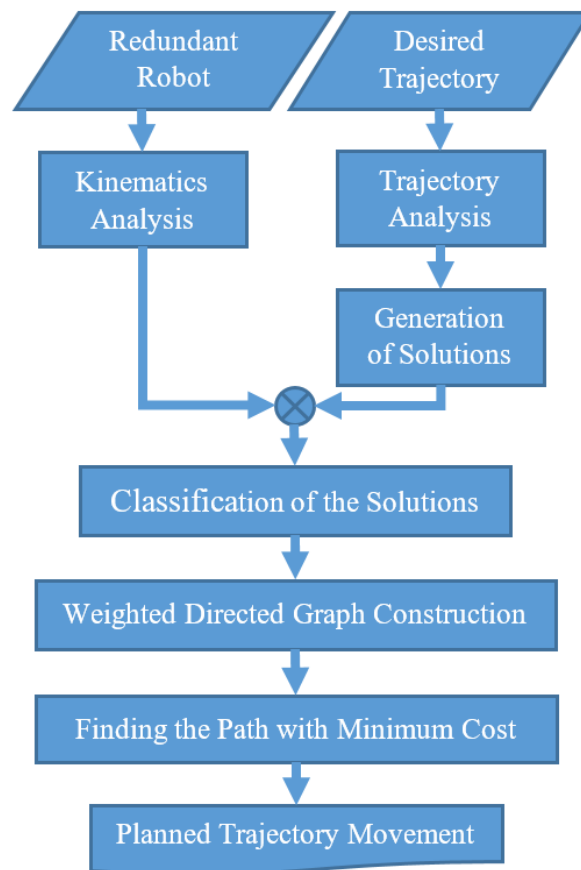 Redundant
Robot
Desired
Trajectory
Kinematics
Analysis
Trajectory
Analysis
Generation
of Solutions
Classification of the Solutions
Weighted Directed Graph Construction
Finding the Path with Minimum Cost
Planned Trajectory Movement